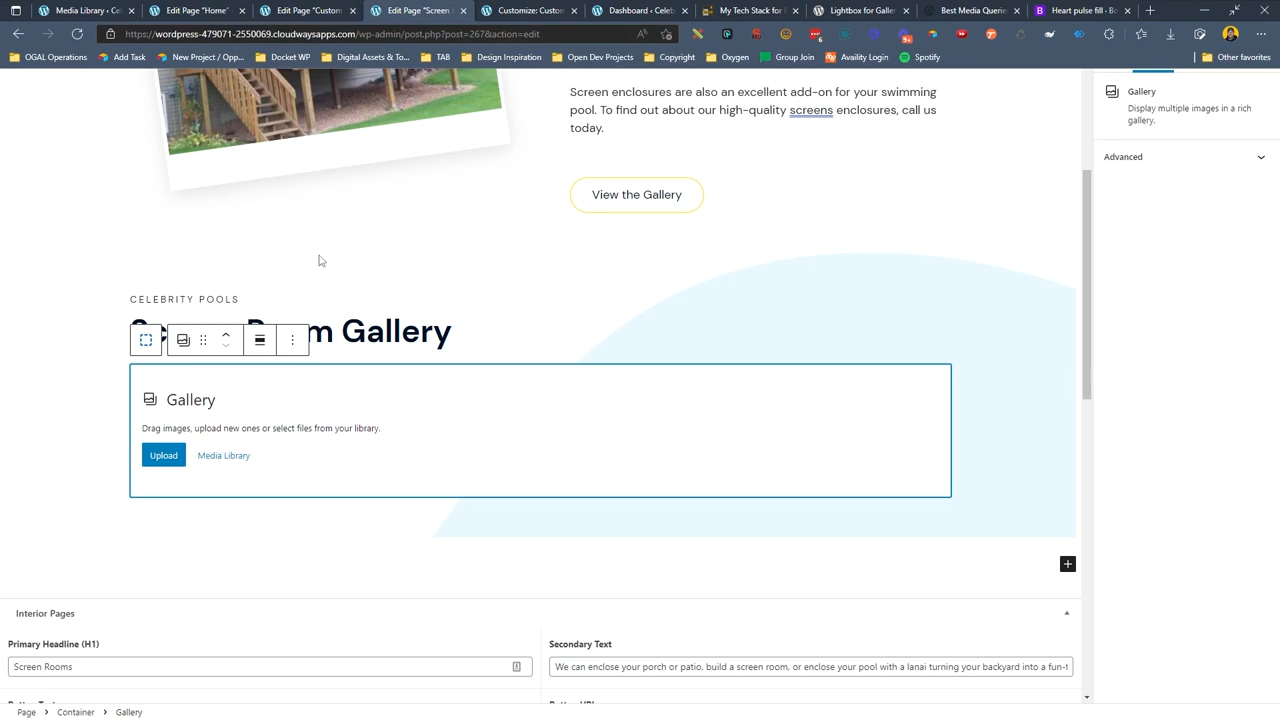 Media Library ‹ Cel
Edit Page "Home"
Edit Page "Custom
Edit Page "Screen
Customize: Custon
Dashboard ‹ Celeb
My Tech Stack for
Lightbox for Galler
Best Media Querie
Heart pulse fill - Bo
https://wordpress-479071-2550069.cloudwaysapps.com/wp-admin/post.php?post=267&action=edit
OGAL Operations
Add Task
New Project / Opp...
Docket WP
Digital Assets & To...
TAB
Design Inspiration
Open Dev Projects
Copyright
Oxygen
Group Join
Availity Login
Spotify
Other favorites
Screen enclosures are also an excellent add-on for your swimming
pool. To find out about our high-quality screens enclosures, call us
today.
View the Gallery
CELEBRITY POOLS
m Gallery
Gallery
Drag images, upload new ones or select files from your library.
Upload
Media Library
Gallery
Display multiple images in a rich
gallery.
Advanced
Interior Pages
Primary Headline (H1)
Secondary Text
Screen Rooms
We can enclose your porch or patio, build a screen room, or enclose your pool with a lanai turning your backyard into a fun-f
Page
Container
Gallery